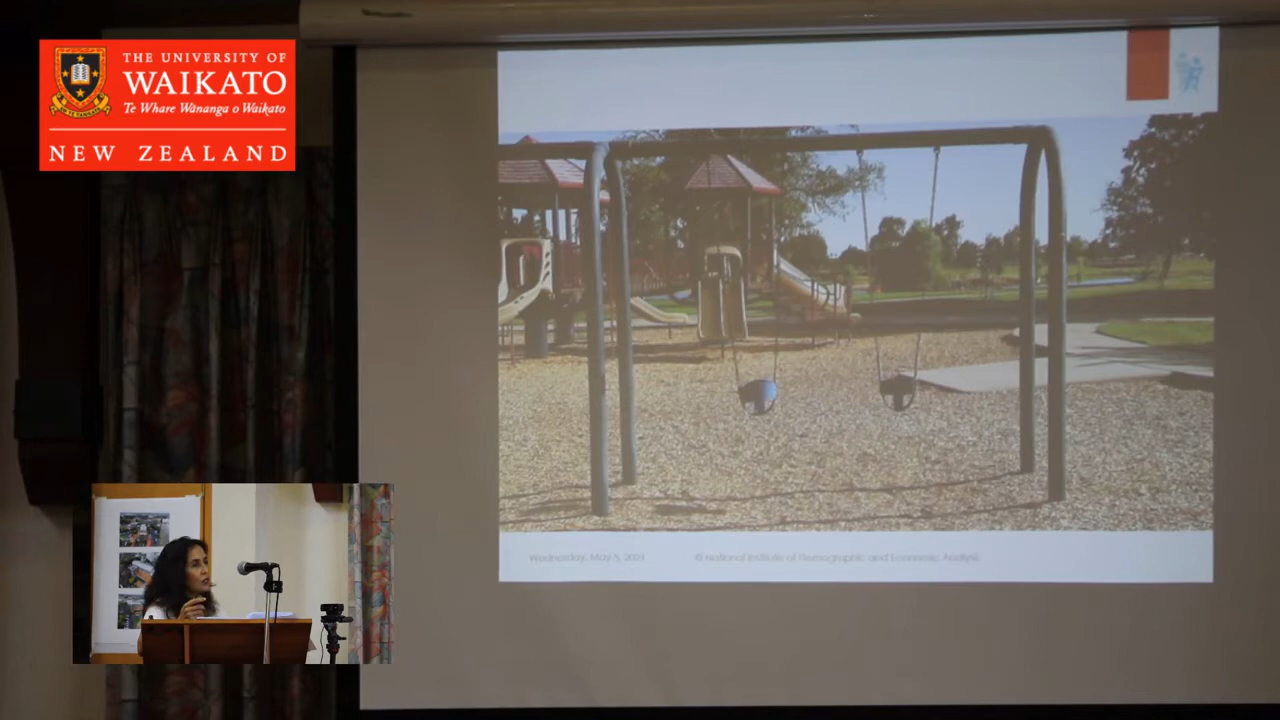 THE UNIVERSITY OF
WAIKATO
Te Whare Wānanga o Waikato
NEW ZEALAND
Wednesday, May 5, 2021
© National Institute of Demographic and Economic Analysis